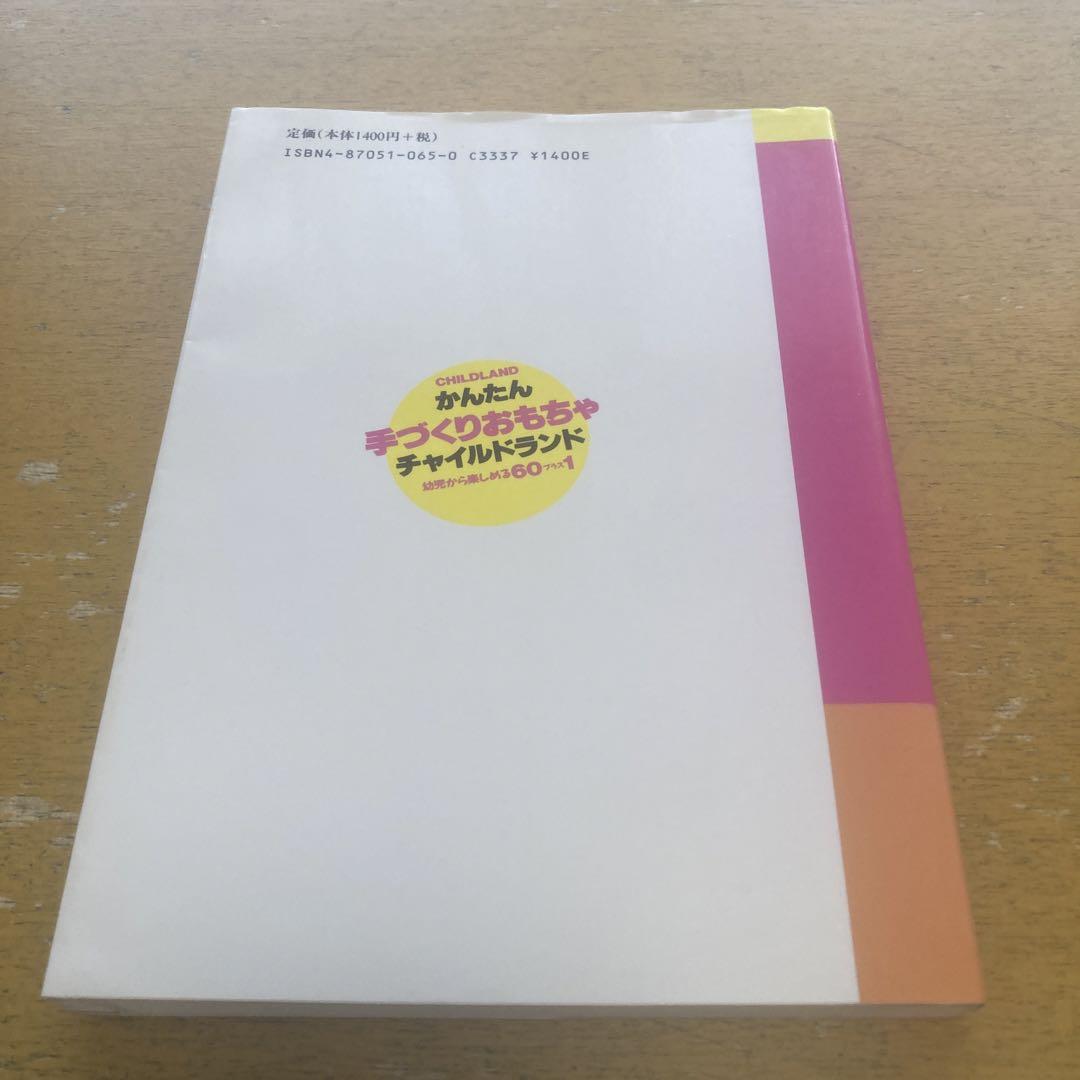 定価(本体1400円+税)
ISBN4-87051-065-0 C3337 ¥1400E
CHILDLAND
かんたん
手づくりおもちゃ
チャイルドランド
幼児から楽しめる60プラス1